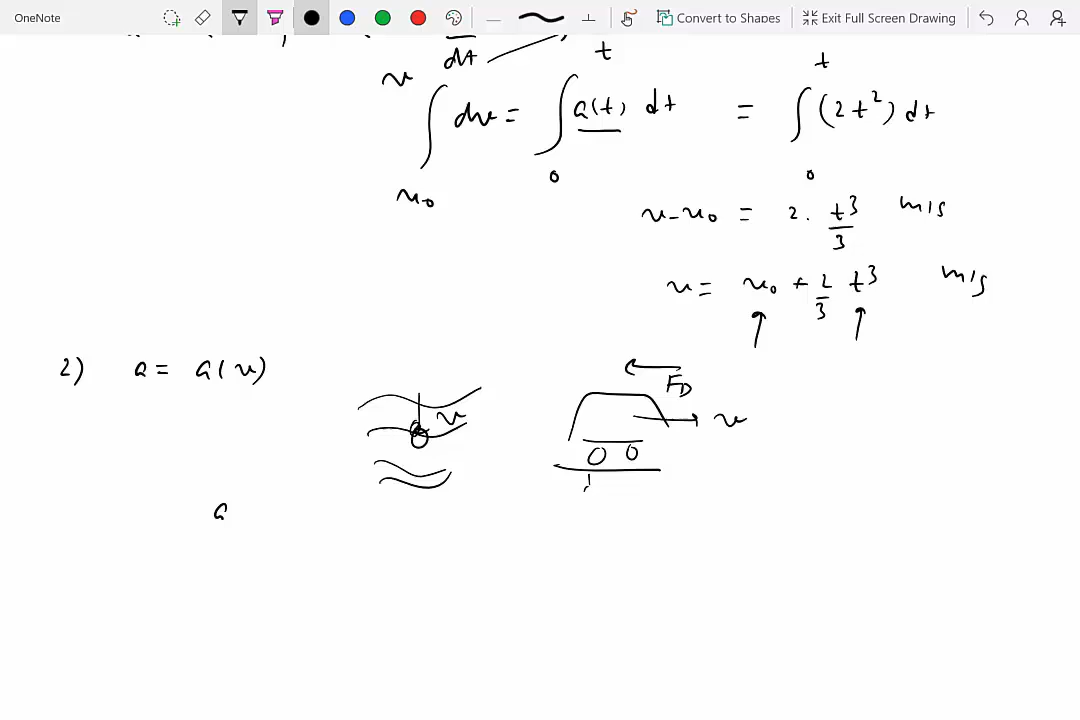 OneNote
Convert to Shapes
Exit Full Screen Drawing
dt
v t t
∫ dv = ∫ a(t) dt = ∫ (2t²) dt
v₀ 0 0
v - v₀ = 2 . t³/3 m/s
v = v₀ + 2/3 t³ m/s
2) a = a(v)
F_D
v
v
a